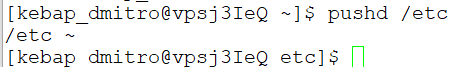 [kebap_dmitro@vpsj3IeQ ~]$ pushd /etc
/etc ~
[kebap_dmitro@vpsj3IeQ etc]$